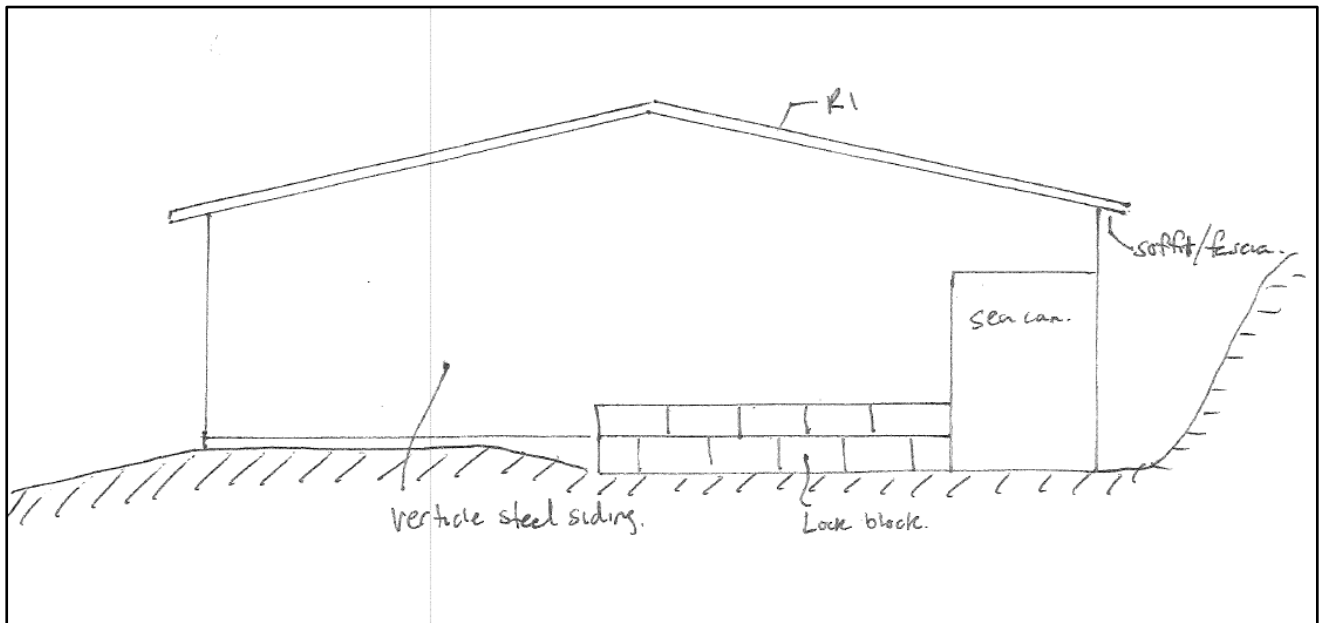 R1
soffit/fascia.
sea can.
verticle steel siding.
Lock block.